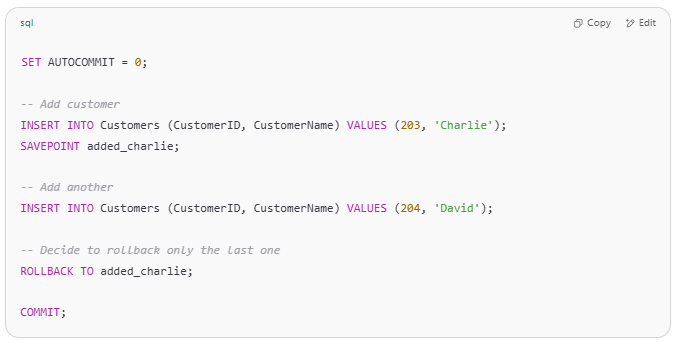 sql
Copy
Edit
SET AUTOCOMMIT = 0;
-- Add customer
INSERT INTO Customers (CustomerID, CustomerName) VALUES (203, 'Charlie');
SAVEPOINT added_charlie;
-- Add another
INSERT INTO Customers (CustomerID, CustomerName) VALUES (204, 'David');
-- Decide to rollback only the last one
ROLLBACK TO added_charlie;
COMMIT;